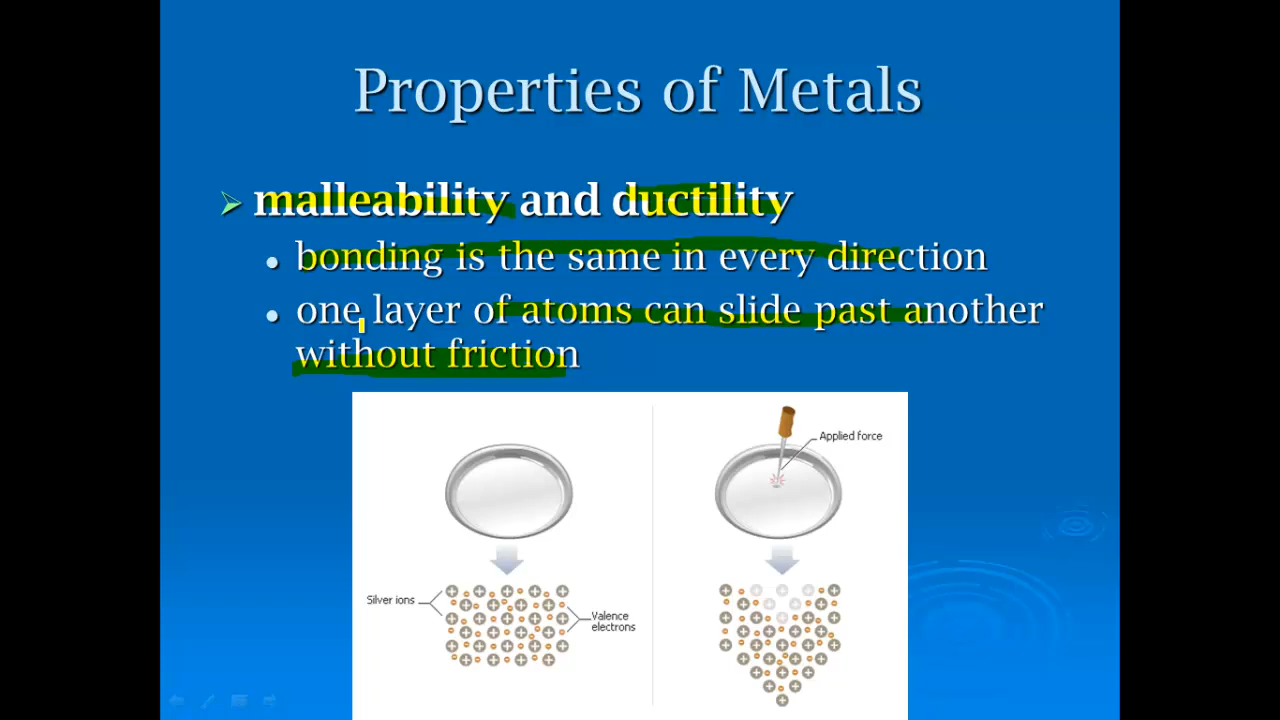 Properties of Metals
malleability and ductility
bonding is the same in every direction
one layer of atoms can slide past another
without friction
Applied force
Silver ions
Valence
electrons